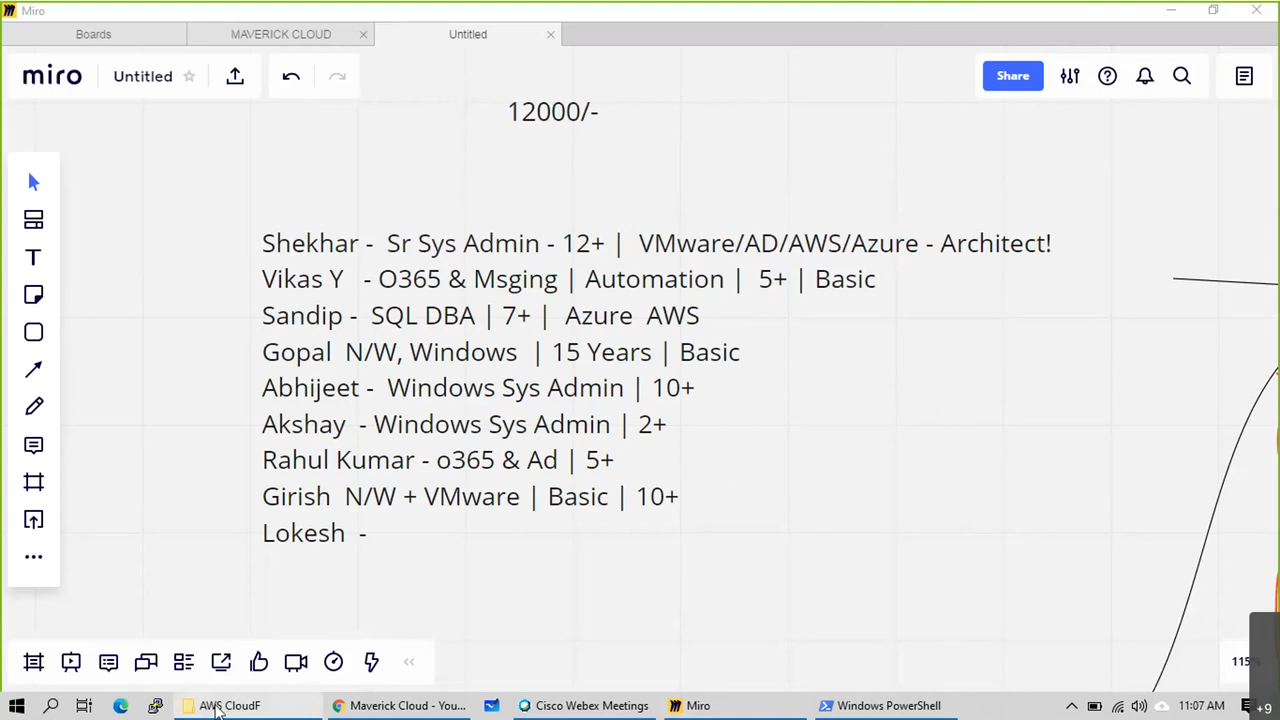 Miro
Boards
MAVERICK CLOUD
Untitled
miro
Untitled
Share
12000/-
Shekhar - Sr Sys Admin - 12+ | VMware/AD/AWS/Azure - Architect!
Vikas Y - O365 & Msging | Automation | 5+ | Basic
Sandip - SQL DBA | 7+ | Azure AWS
Gopal N/W, Windows | 15 Years | Basic
Abhijeet - Windows Sys Admin | 10+
Akshay - Windows Sys Admin | 2+
Rahul Kumar - o365 & Ad | 5+
Girish N/W + VMware | Basic | 10+
Lokesh -
115
AWS CloudF
Maverick Cloud - You...
Cisco Webex Meetings
Miro
Windows PowerShell
11:07 AM
+9